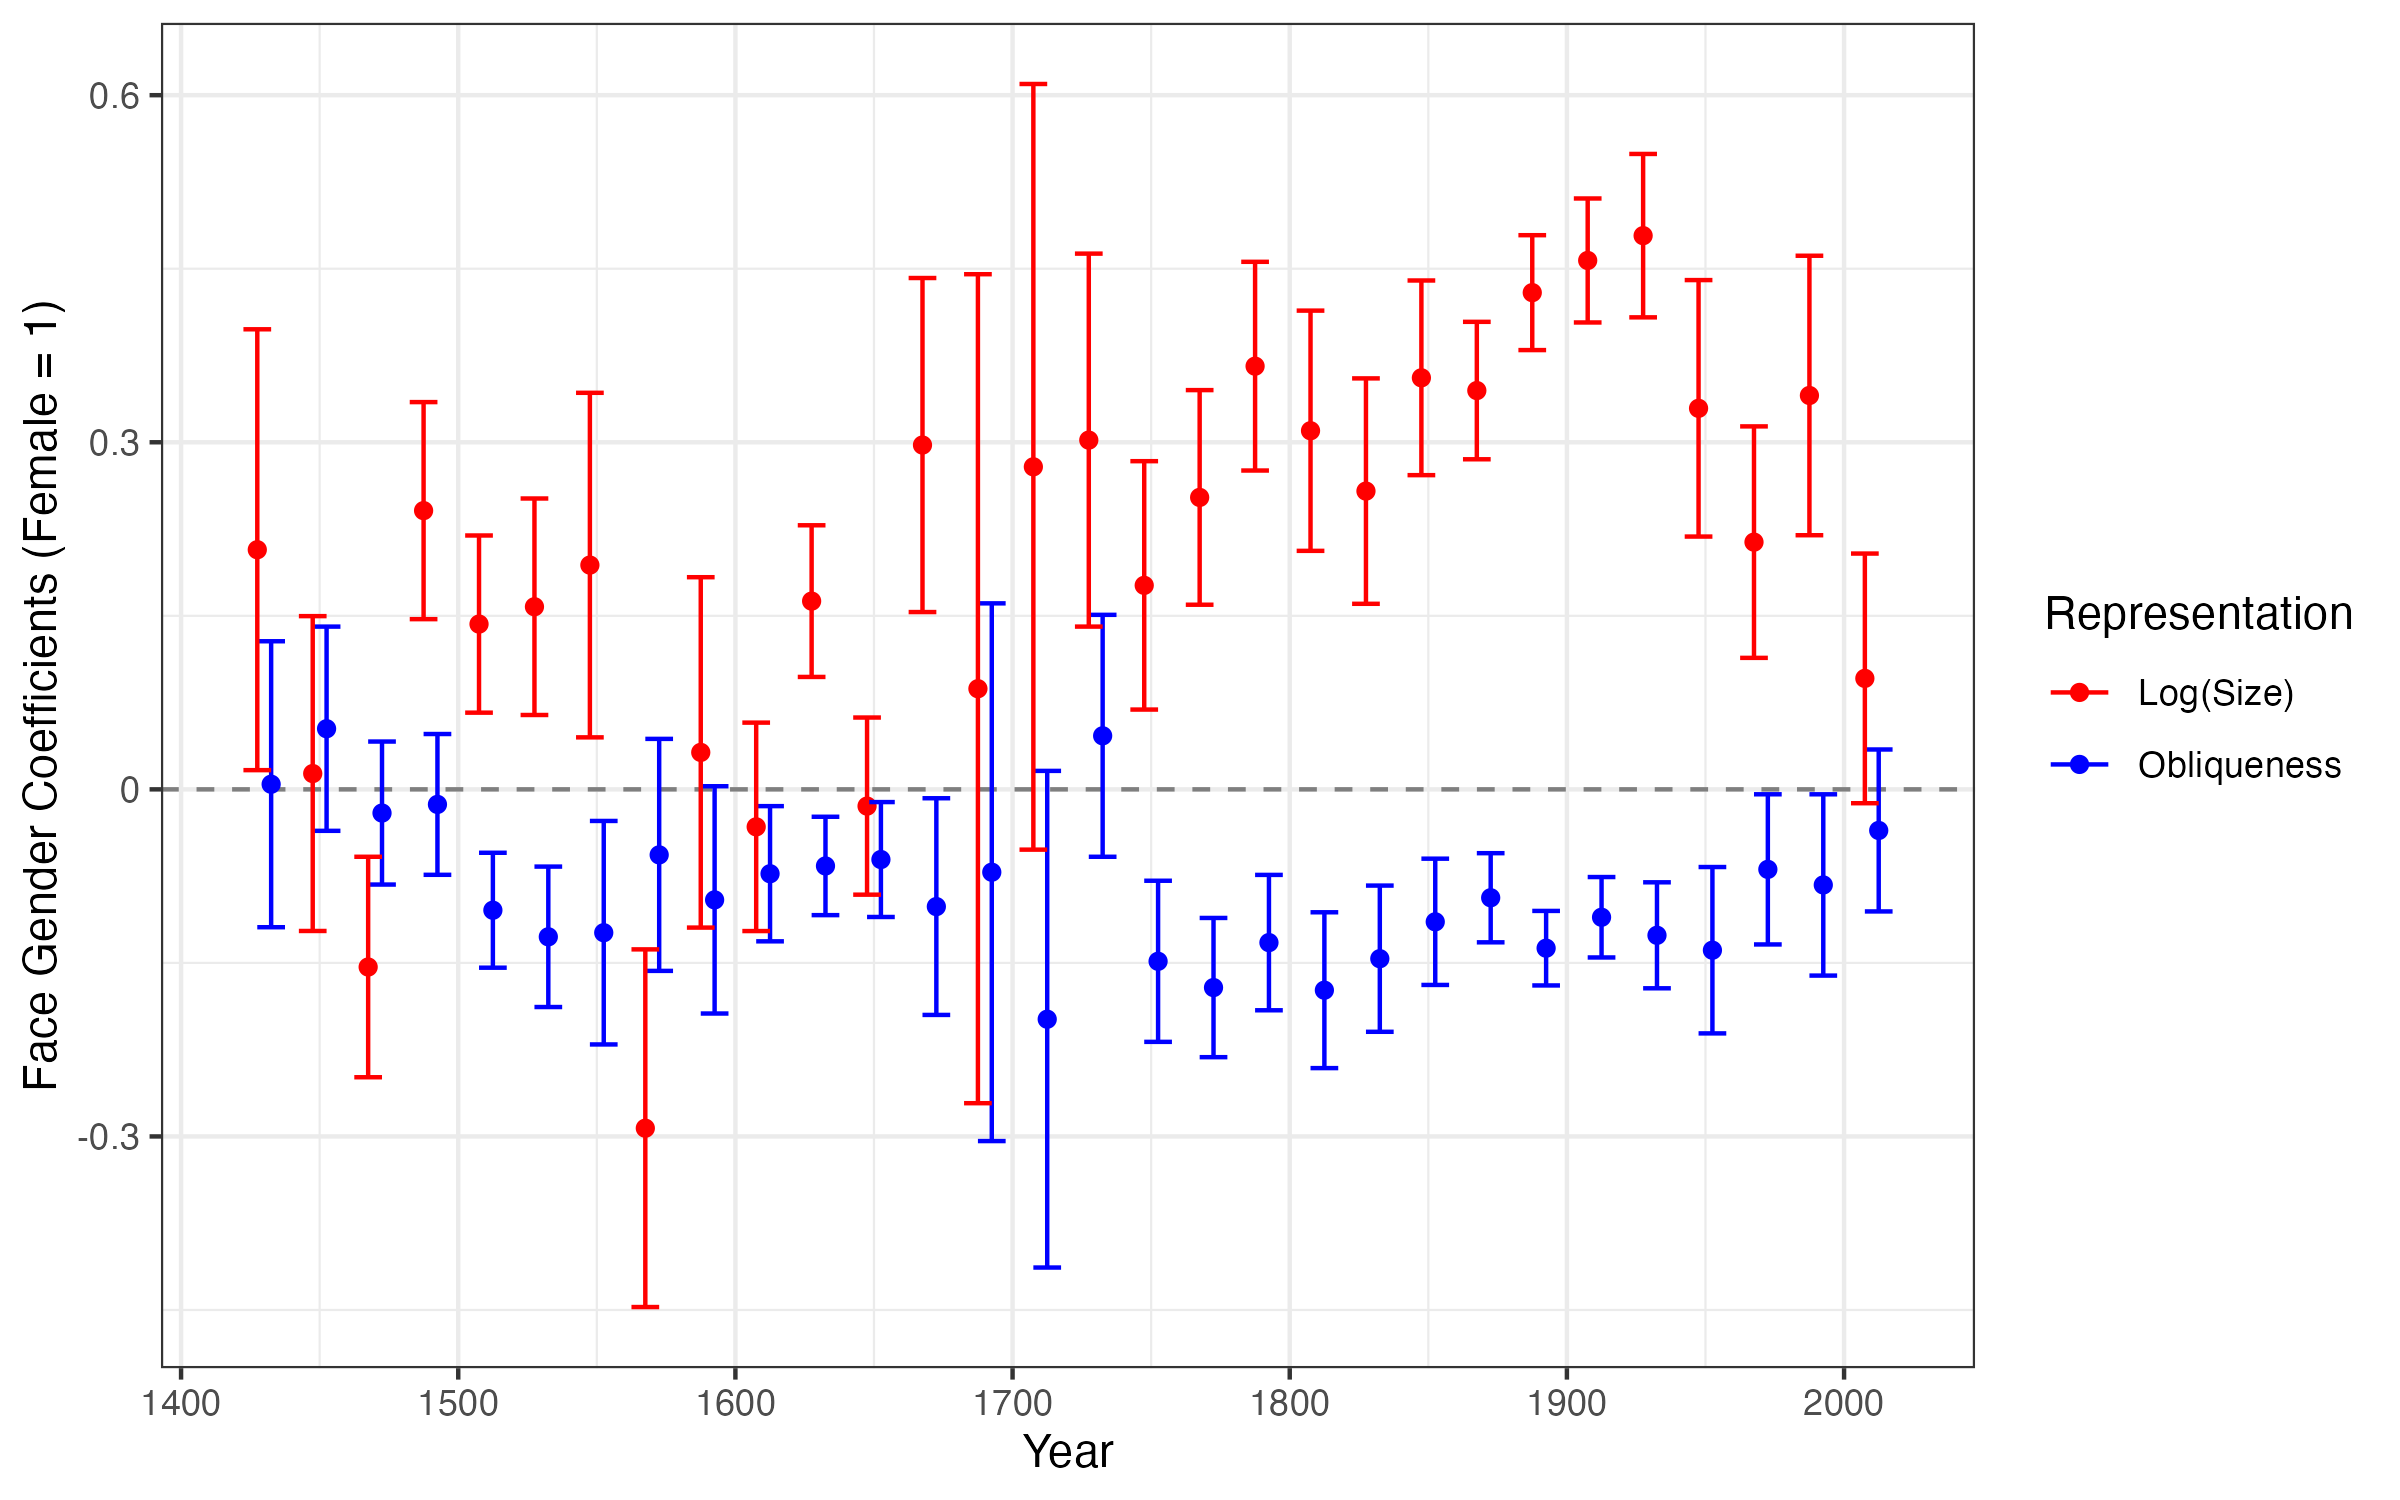 Face Gender Coefficients (Female = 1)
0.6
0.3
0
-0.3
1400 1500 1600 1700 1800 1900 2000
Year
Representation
Log(Size)
Obliqueness